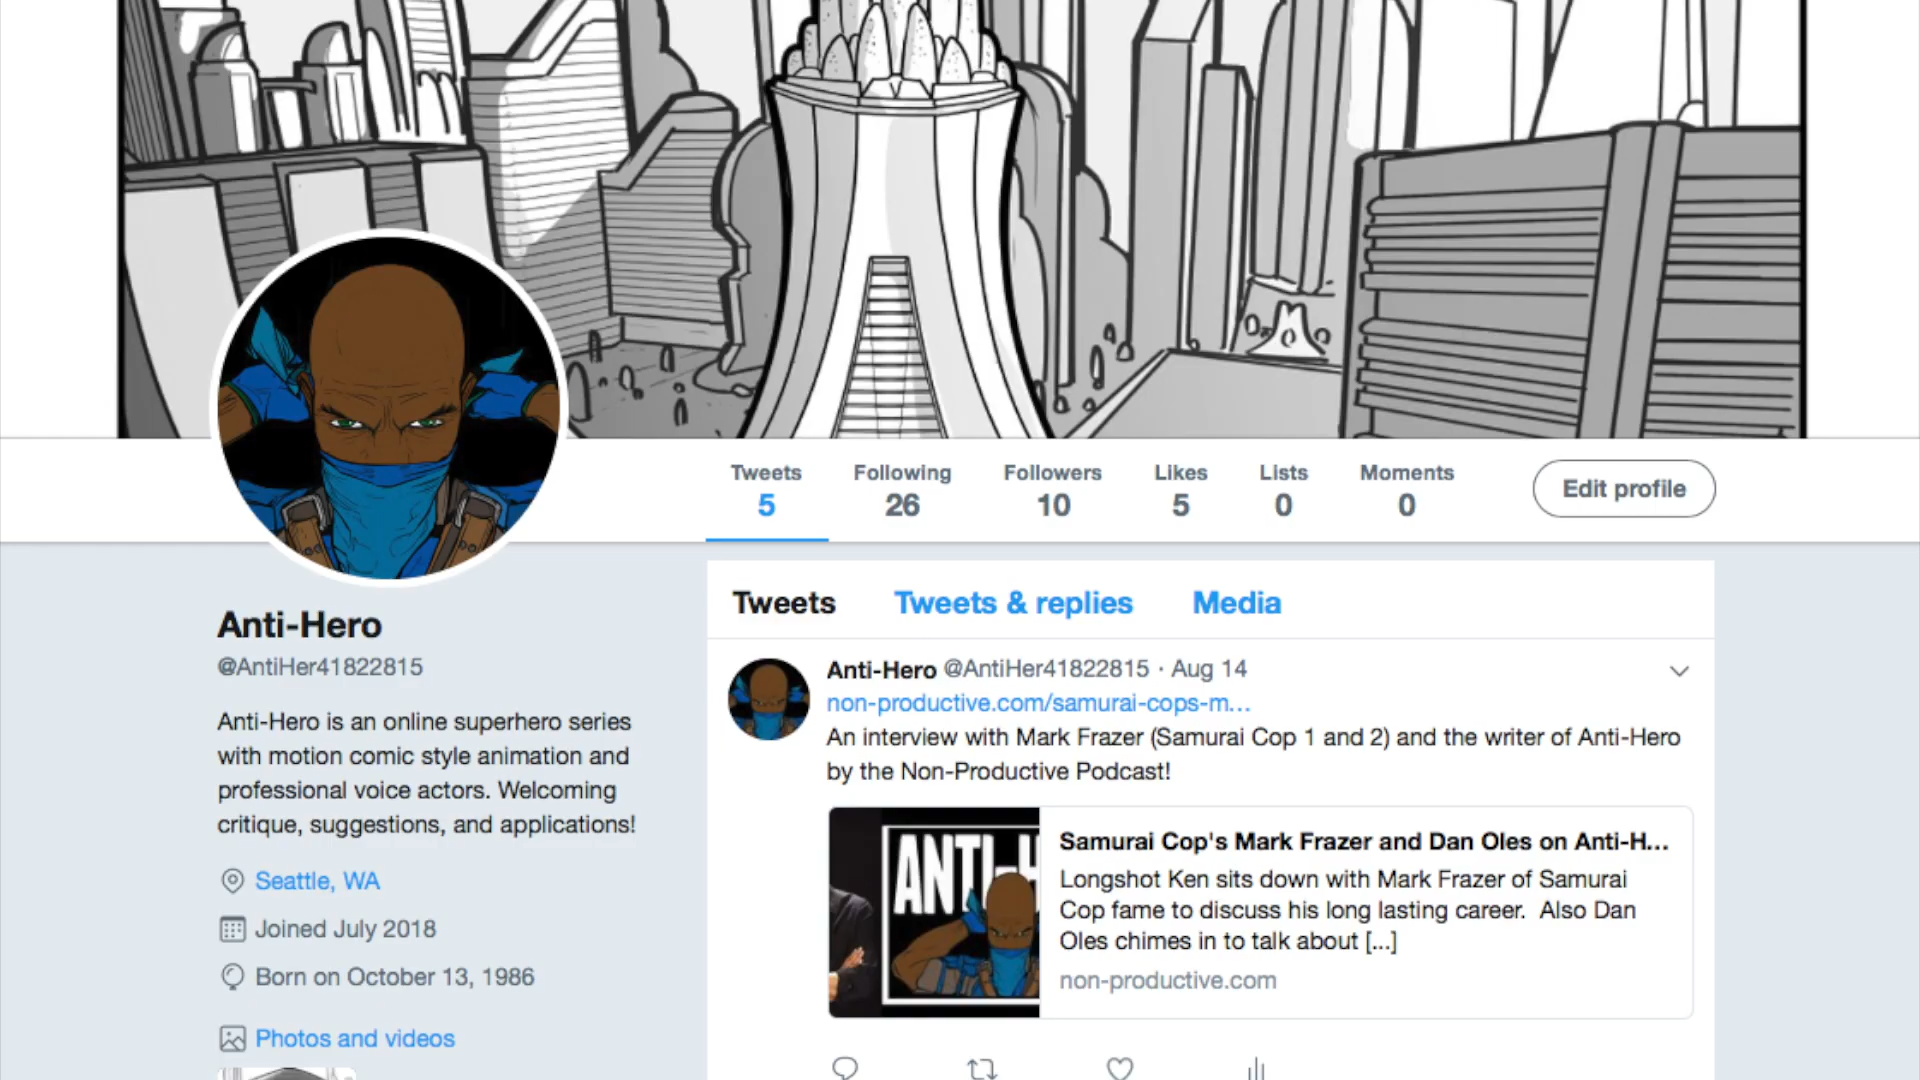 Tweets
5
Following
26
Followers
10
Likes
5
Lists
0
Moments
0
Edit profile
Anti-Hero
@AntiHer41822815
Anti-Hero is an online superhero series
with motion comic style animation and
professional voice actors. Welcoming
critique, suggestions, and applications!
Seattle, WA
Joined July 2018
Born on October 13, 1986
Photos and videos
Tweets
Tweets & replies
Media
Anti-Hero @AntiHer41822815 · Aug 14
non-productive.com/samurai-cops-m...
An interview with Mark Frazer (Samurai Cop 1 and 2) and the writer of Anti-Hero
by the Non-Productive Podcast!
ANTI-H
Samurai Cop's Mark Frazer and Dan Oles on Anti-H...
Longshot Ken sits down with Mark Frazer of Samurai
Cop fame to discuss his long lasting career. Also Dan
Oles chimes in to talk about [...]
non-productive.com